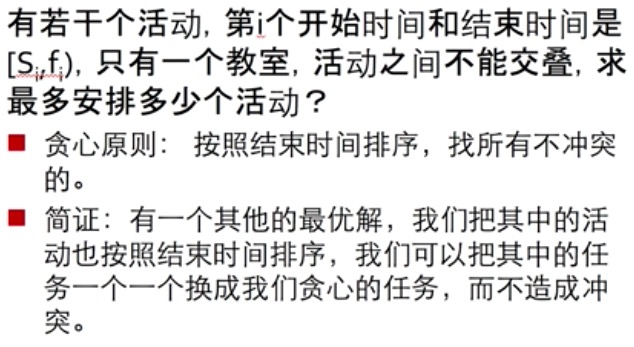 有若干个活动, 第i个开始时间和结束时间是
[Si,fi), 只有一个教室, 活动之间不能交叠, 求
最多安排多少个活动？
贪心原则： 按照结束时间排序，找所有不冲突
的。
简证：有一个其他的最优解，我们把其中的活
动也按照结束时间排序，我们可以把其中的任
务一个一个换成我们贪心的任务，而不造成冲
突。